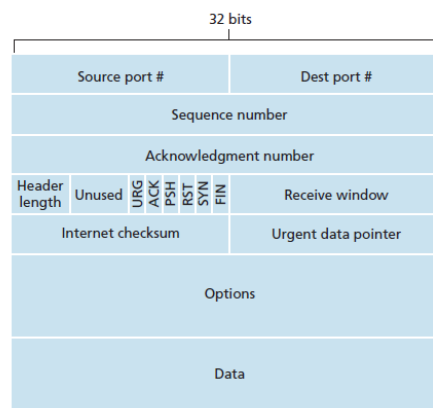 32 bits
Source port # Dest port #
Sequence number
Acknowledgment number
Header length Unused URG ACK PSH RST SYN FIN Receive window
Internet checksum Urgent data pointer
Options
Data